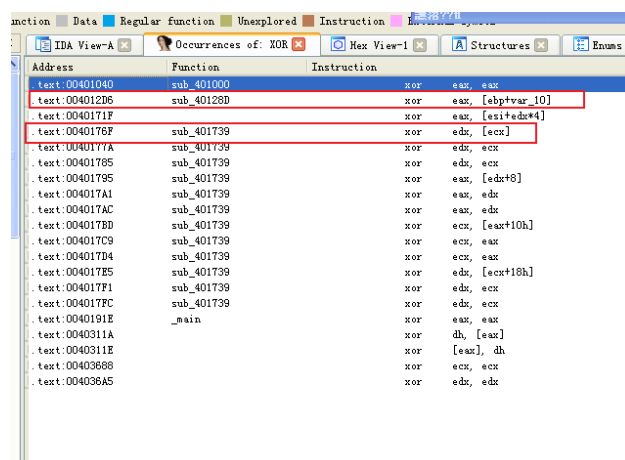 nction Data Regular function Unexplored Instruction
IDA View-A Occurrences of: XOR Hex View-1 Structures Enums
Address Function Instruction
.text:00401040 sub_401000 xor eax, eax
.text:004012D6 sub_40128D xor eax, [ebp+var_10]
.text:0040171F xor eax, [esi+edx*4]
.text:0040176F sub_401739 xor edx, [ecx]
.text:0040177A sub_401739 xor edx, ecx
.text:00401785 sub_401739 xor edx, ecx
.text:00401795 sub_401739 xor eax, [edx+8]
.text:004017A1 sub_401739 xor eax, edx
.text:004017AC sub_401739 xor eax, edx
.text:004017BD sub_401739 xor ecx, [eax+10h]
.text:004017C9 sub_401739 xor ecx, eax
.text:004017D4 sub_401739 xor ecx, eax
.text:004017E5 sub_401739 xor edx, [ecx+18h]
.text:004017F1 sub_401739 xor edx, ecx
.text:004017FC sub_401739 xor edx, ecx
.text:0040191E _main xor eax, eax
.text:0040311A xor dh, [eax]
.text:0040311E xor [eax], dh
.text:00403688 xor ecx, ecx
.text:004036A5 xor edx, edx